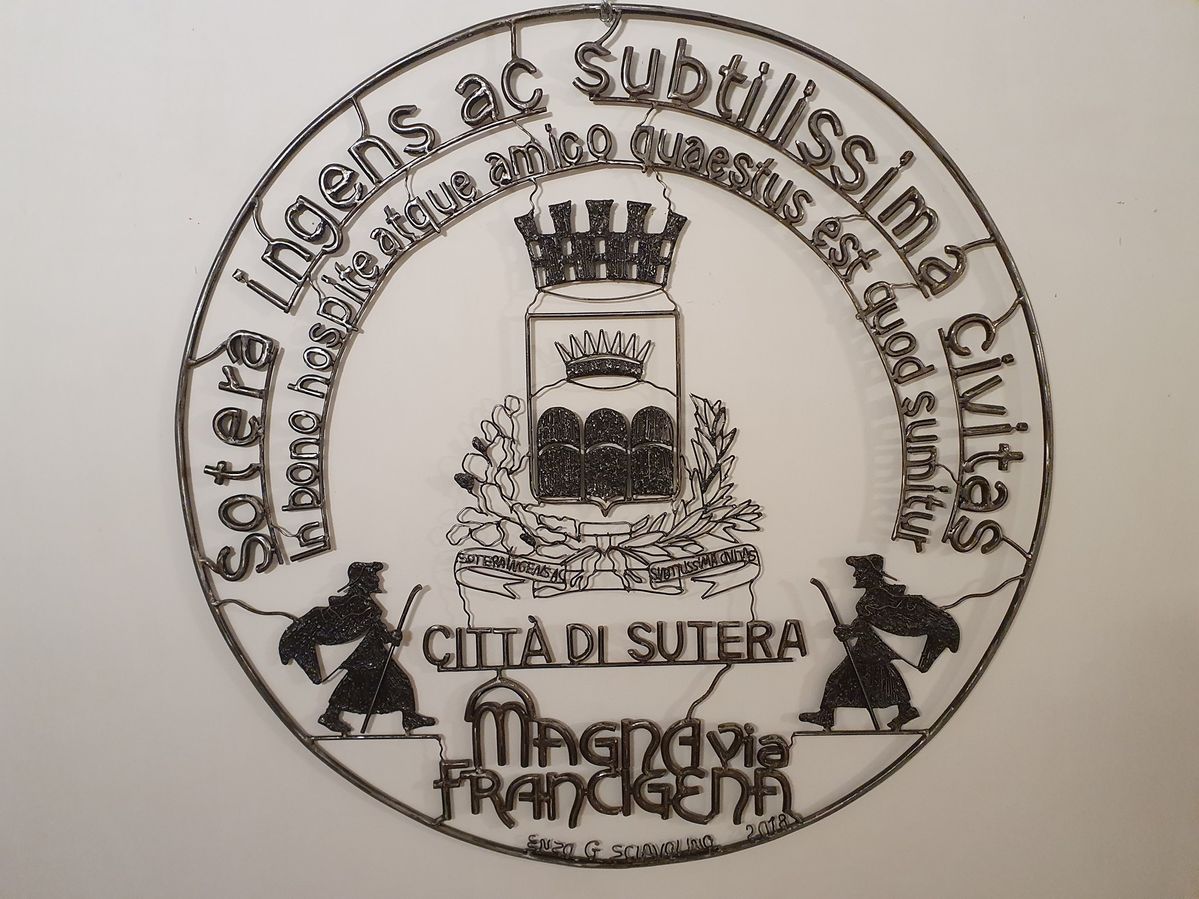 Sotera ingens ac subtilissima civitas
in bono hospite atque amico quaestus est quod sumitur
SOTERA INGENS AC SUBTILISSIMA CIVITAS
CITTÀ DI SUTERA
MAGNA via
FRANCIGENA
ENZO G SCIAVOLINO 2018